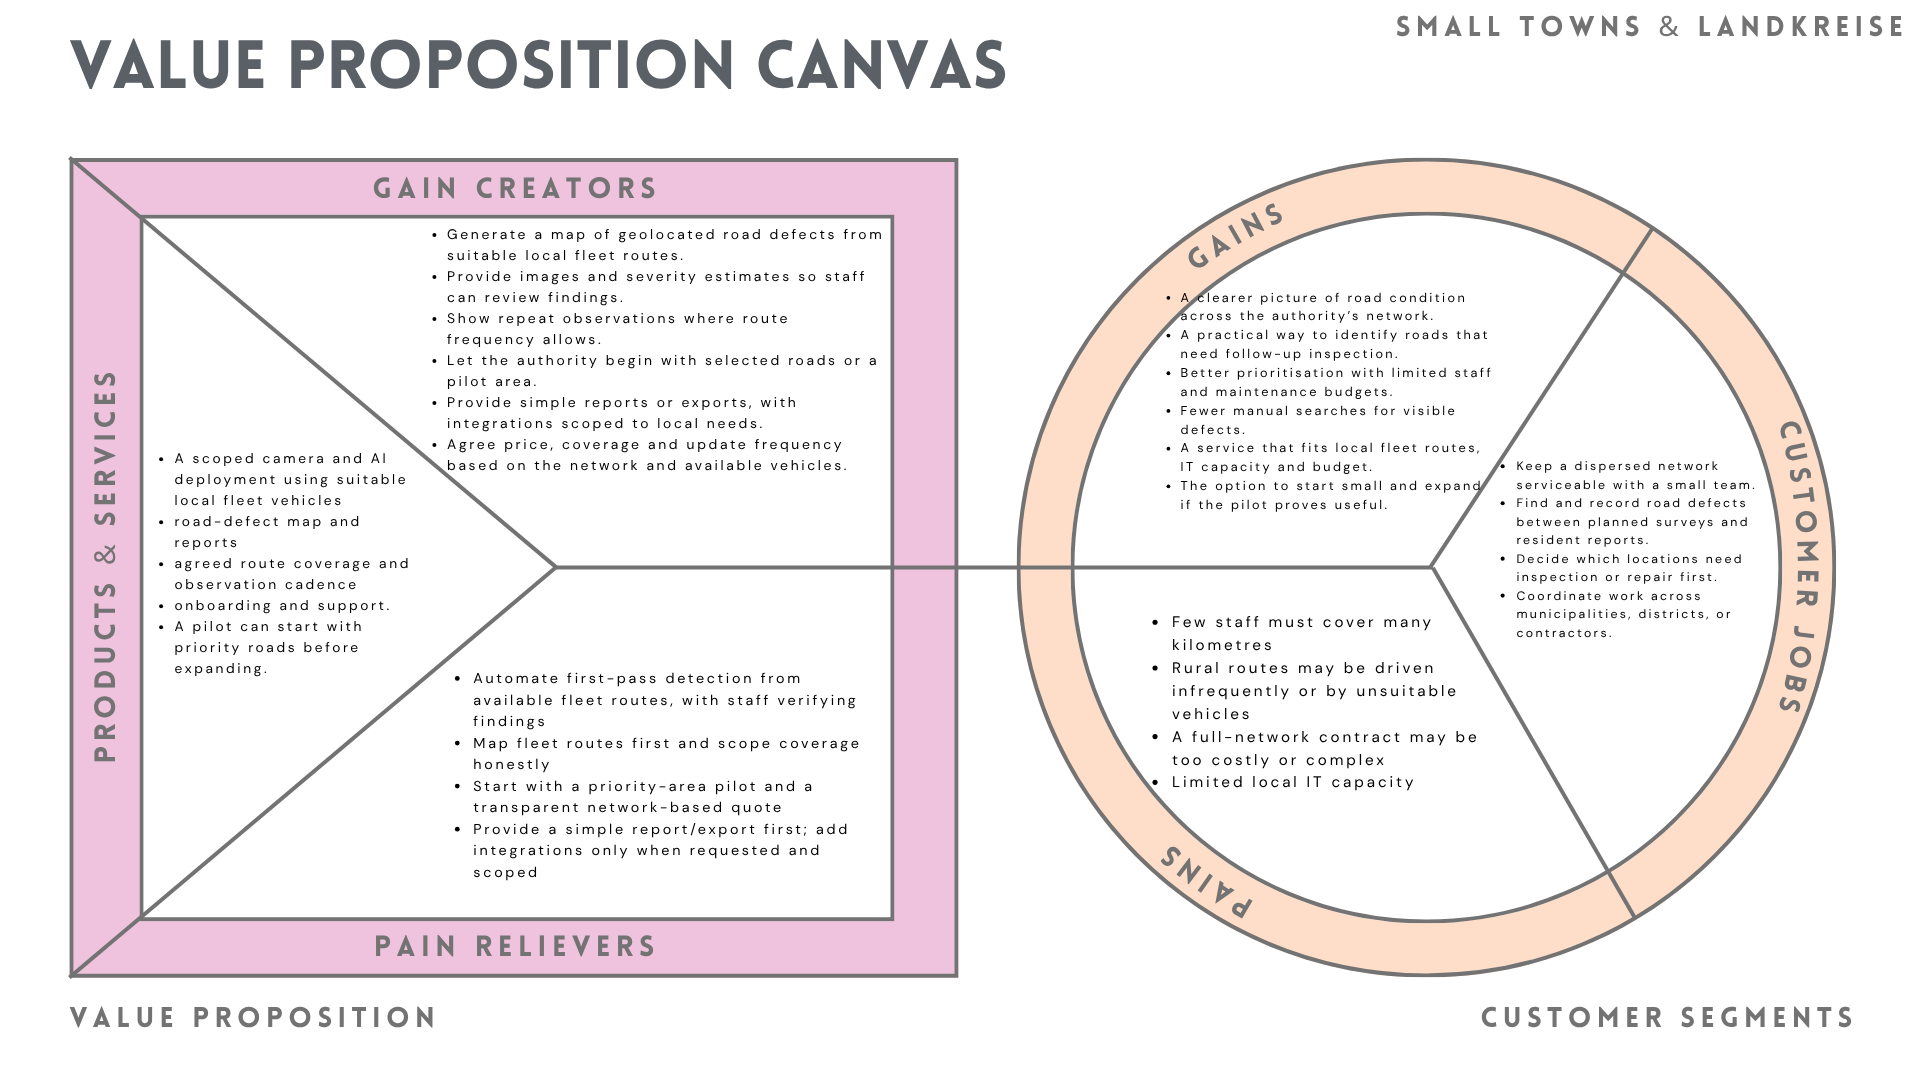 SMALL TOWNS & LANDKREISE
VALUE PROPOSITION CANVAS
GAIN CREATORS
• Generate a map of geolocated road defects from
suitable local fleet routes.
• Provide images and severity estimates so staff
can review findings.
• Show repeat observations where route
frequency allows.
• Let the authority begin with selected roads or a
pilot area.
• Provide simple reports or exports, with
integrations scoped to local needs.
• Agree price, coverage and update frequency
based on the network and available vehicles.
PRODUCTS & SERVICES
• A scoped camera and AI
deployment using suitable
local fleet vehicles
• road-defect map and
reports
• agreed route coverage and
observation cadence
• onboarding and support.
• A pilot can start with
priority roads before
expanding.
• Automate first-pass detection from
available fleet routes, with staff verifying
findings
• Map fleet routes first and scope coverage
honestly
• Start with a priority-area pilot and a
transparent network-based quote
• Provide a simple report/export first; add
integrations only when requested and
scoped
PAIN RELIEVERS
VALUE PROPOSITION
GAINS
• A clearer picture of road condition
across the authority’s network.
• A practical way to identify roads that
need follow-up inspection.
• Better prioritisation with limited staff
and maintenance budgets.
• Fewer manual searches for visible
defects.
• A service that fits local fleet routes,
IT capacity and budget.
• The option to start small and expand
if the pilot proves useful.
CUSTOMER JOBS
• Keep a dispersed network
serviceable with a small team.
• Find and record road defects
between planned surveys and
resident reports.
• Decide which locations need
inspection or repair first.
• Coordinate work across
municipalities, districts, or
contractors.
• Few staff must cover many
kilometres
• Rural routes may be driven
infrequently or by unsuitable
vehicles
• A full-network contract may be
too costly or complex
• Limited local IT capacity
PAINS
CUSTOMER SEGMENTS